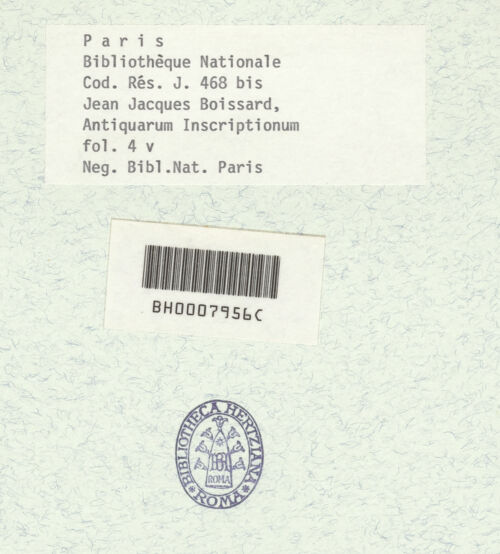 P a r i s
Bibliothèque Nationale
Cod. Rés. J. 468 bis
Jean Jacques Boissard,
Antiquarum Inscriptionum
fol. 4 v
Neg. Bibl.Nat. Paris
BH0007956C
BIBLIOTHECA HERTZIANA
BH
ROMA
* ROMA *